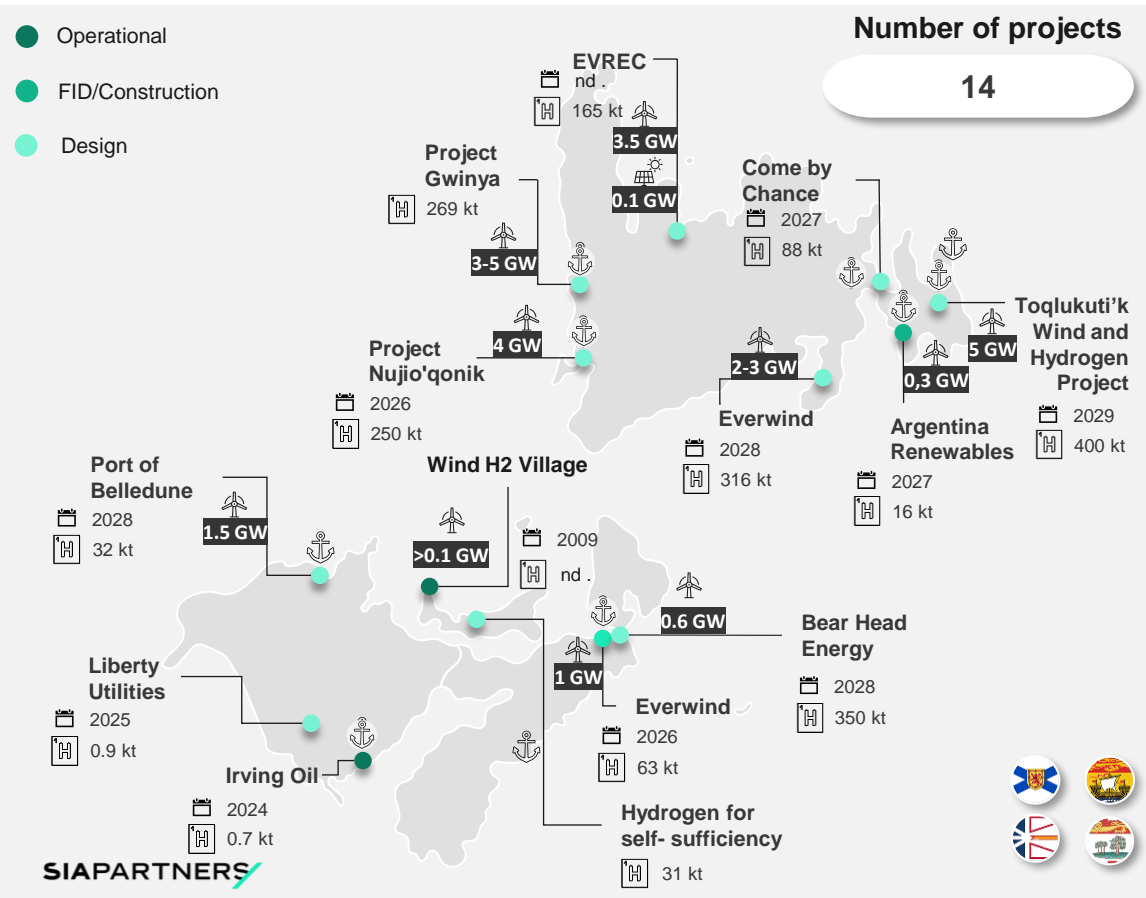 Operational
FID/Construction
Design
Number of projects
14
EVREC
nd .
165 kt
3.5 GW
0.1 GW
Project
Gwinya
269 kt
3-5 GW
Come by
Chance
2027
88 kt
Toqlukuti’k
Wind and
Hydrogen
Project
5 GW
2029
400 kt
Project
Nujio'qonik
4 GW
2026
250 kt
2-3 GW
Everwind
2028
316 kt
0,3 GW
Argentina
Renewables
2027
16 kt
Port of
Belledune
2028
32 kt
1.5 GW
Wind H2 Village
>0.1 GW
2009
nd .
0.6 GW
Bear Head
Energy
2028
350 kt
1 GW
Everwind
2026
63 kt
Liberty
Utilities
2025
0.9 kt
Irving Oil
2024
0.7 kt
Hydrogen for
self- sufficiency
31 kt
SIAPARTNERS